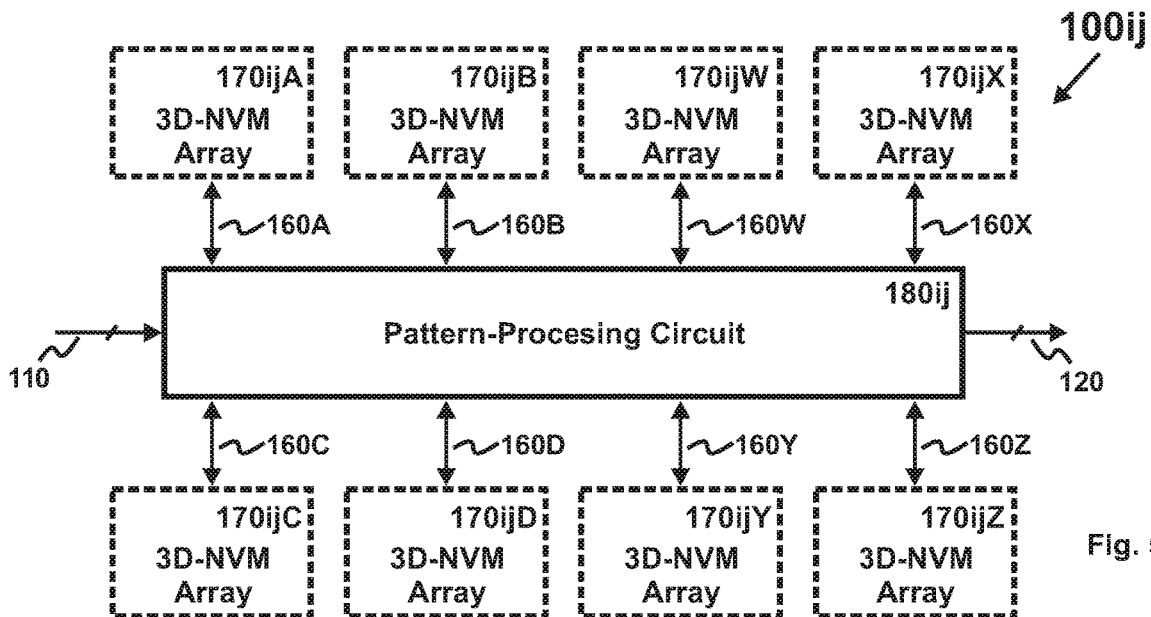 100ij
170ijA
3D-NVM
Array
170ijB
3D-NVM
Array
170ijW
3D-NVM
Array
170ijX
3D-NVM
Array
160A
160B
160W
160X
180ij
Pattern-Procesing Circuit
110
120
160C
160D
160Y
160Z
170ijC
3D-NVM
Array
170ijD
3D-NVM
Array
170ijY
3D-NVM
Array
170ijZ
3D-NVM
Array
Fig.